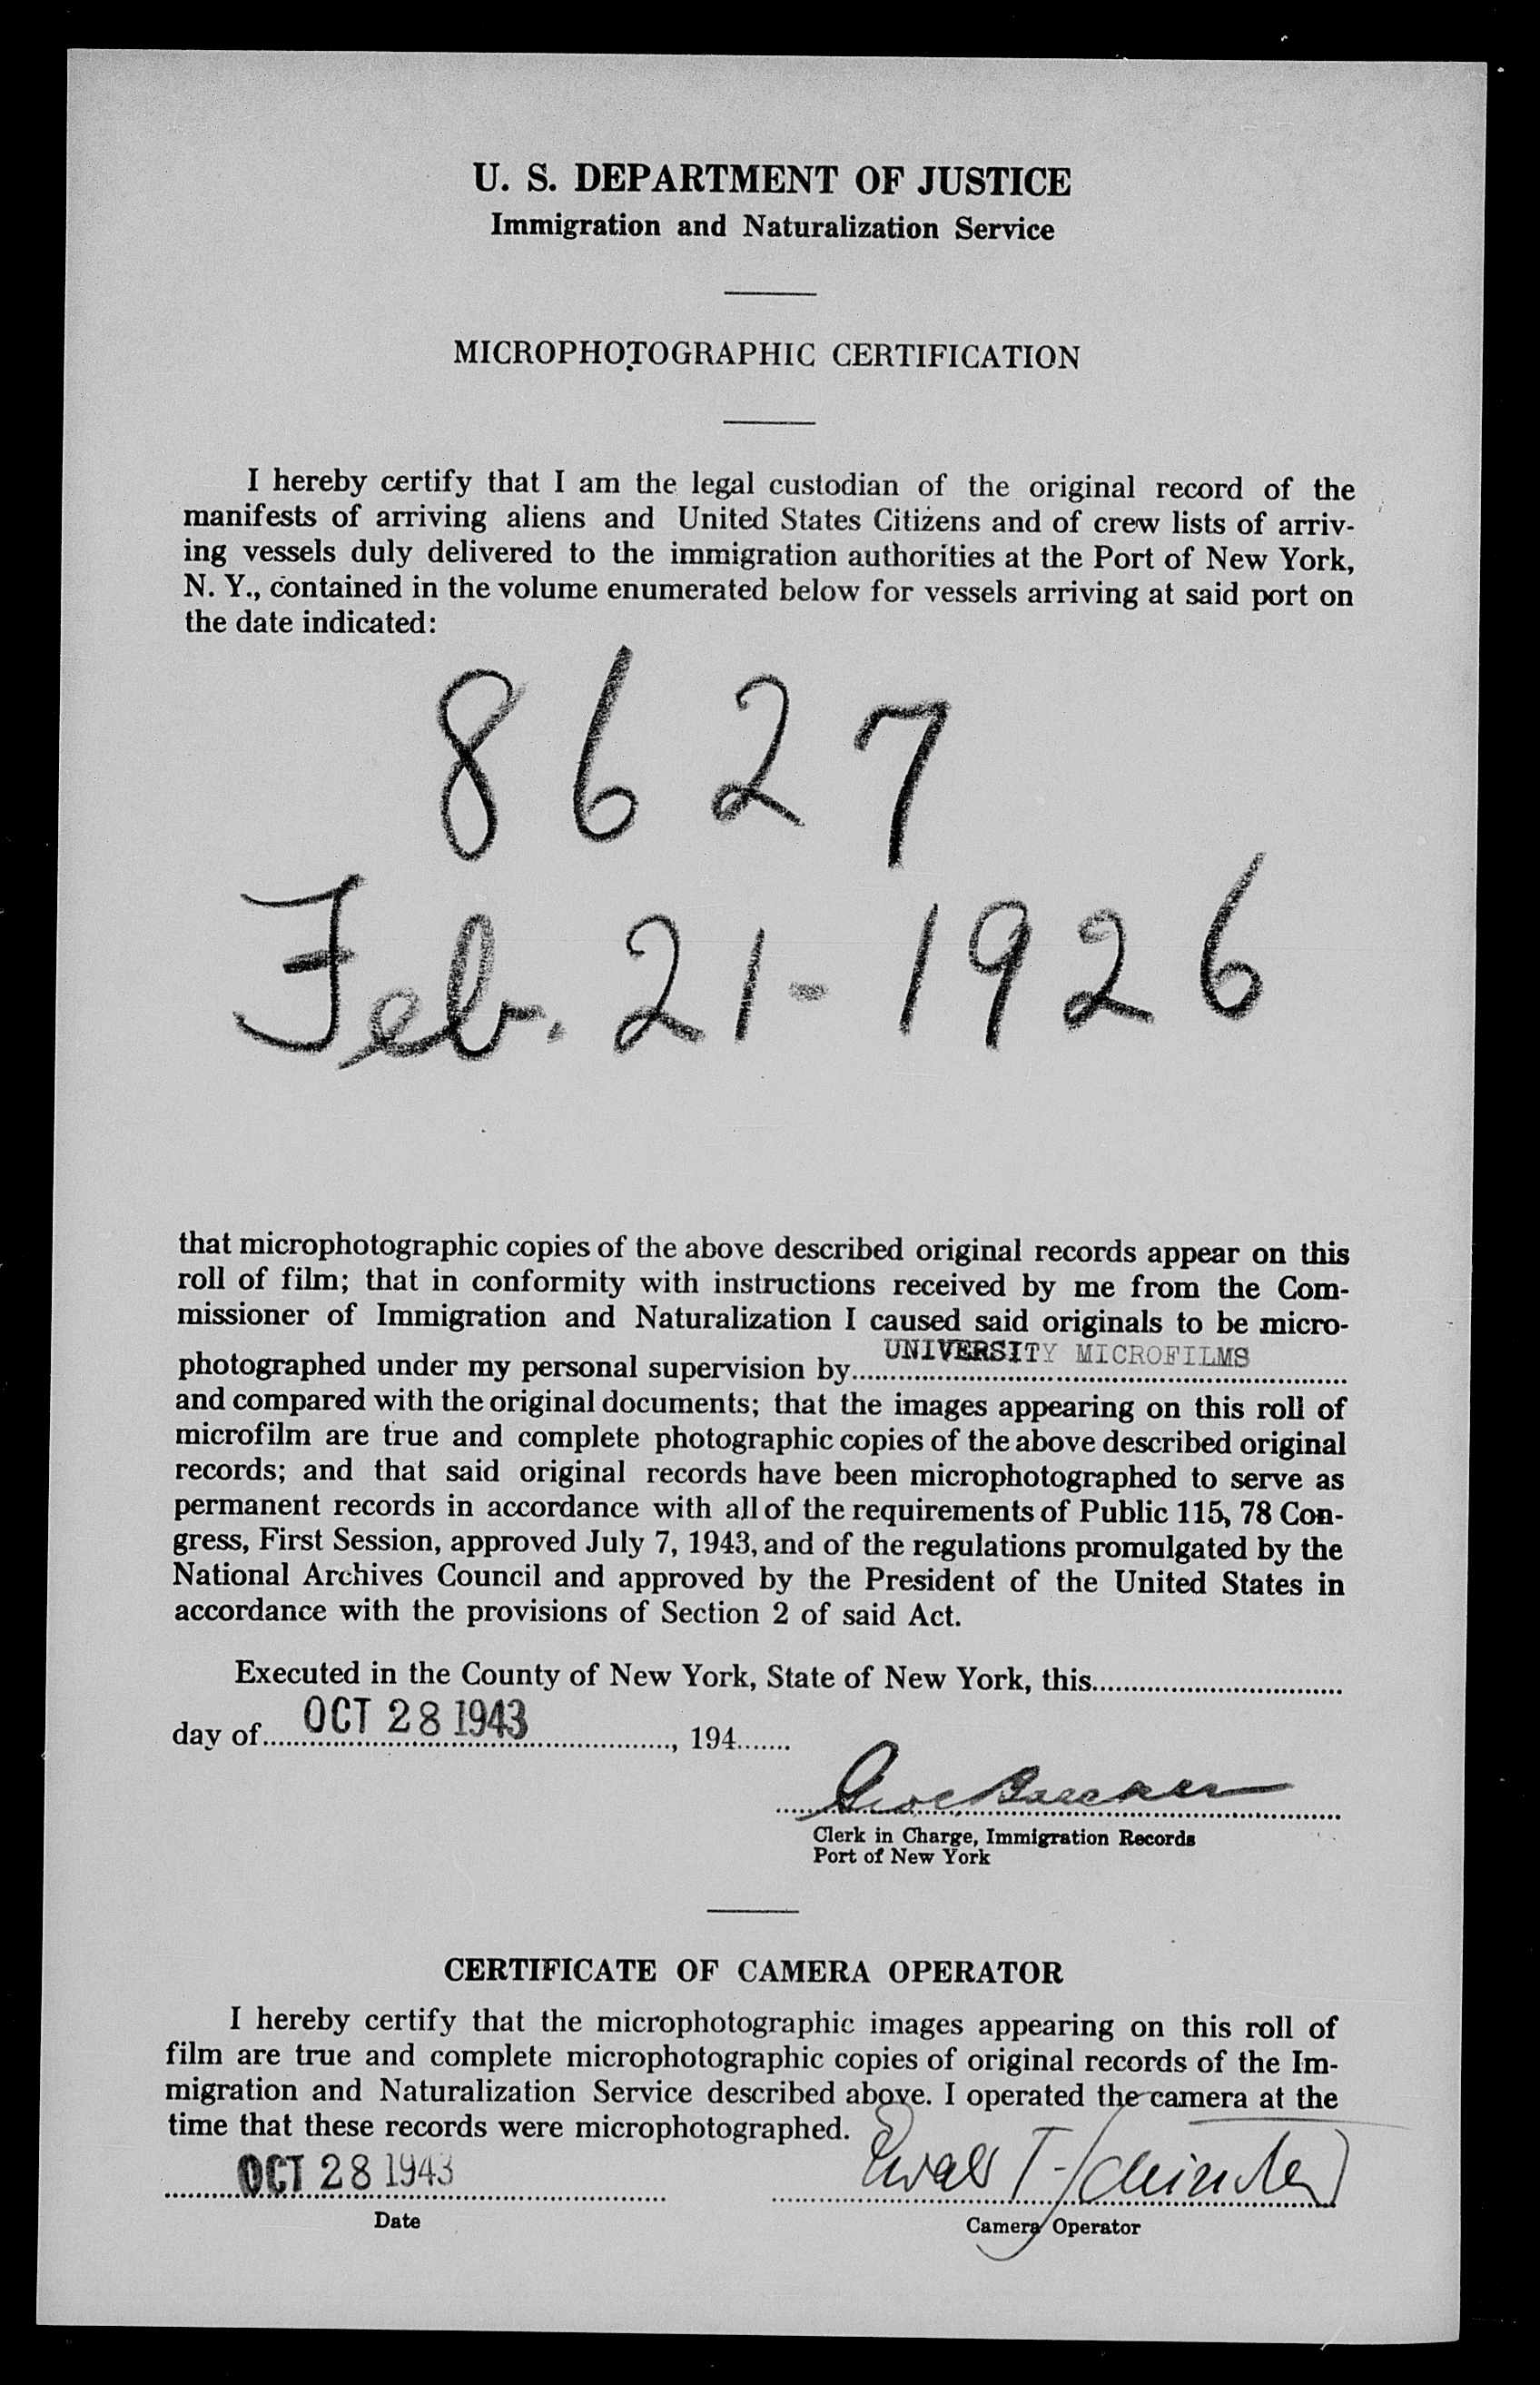 U. S. DEPARTMENT OF JUSTICE
Immigration and Naturalization Service
MICROPHOTOGRAPHIC CERTIFICATION
I hereby certify that I am the legal custodian of the original record of the
manifests of arriving aliens and United States Citizens and of crew lists of arriv-
ing vessels duly delivered to the immigration authorities at the Port of New York,
N. Y., contained in the volume enumerated below for vessels arriving at said port on
the date indicated:
8627
Feb. 21-1926
that microphotographic copies of the above described original records appear on this
roll of film; that in conformity with instructions received by me from the Com-
missioner of Immigration and Naturalization I caused said originals to be micro-
photographed under my personal supervision by UNIVERSITY MICROFILMS
and compared with the original documents; that the images appearing on this roll of
microfilm are true and complete photographic copies of the above described original
records; and that said original records have been microphotographed to serve as
permanent records in accordance with all of the requirements of Public 115, 78 Con-
gress, First Session, approved July 7, 1943, and of the regulations promulgated by the
National Archives Council and approved by the President of the United States in
accordance with the provisions of Section 2 of said Act.
Executed in the County of New York, State of New York, this
day of OCT 28 1943, 194
Clerk in Charge, Immigration Records
Port of New York
CERTIFICATE OF CAMERA OPERATOR
I hereby certify that the microphotographic images appearing on this roll of
film are true and complete microphotographic copies of original records of the Im-
migration and Naturalization Service described above. I operated the camera at the
time that these records were microphotographed.
OCT 28 1943
Date
Camera Operator